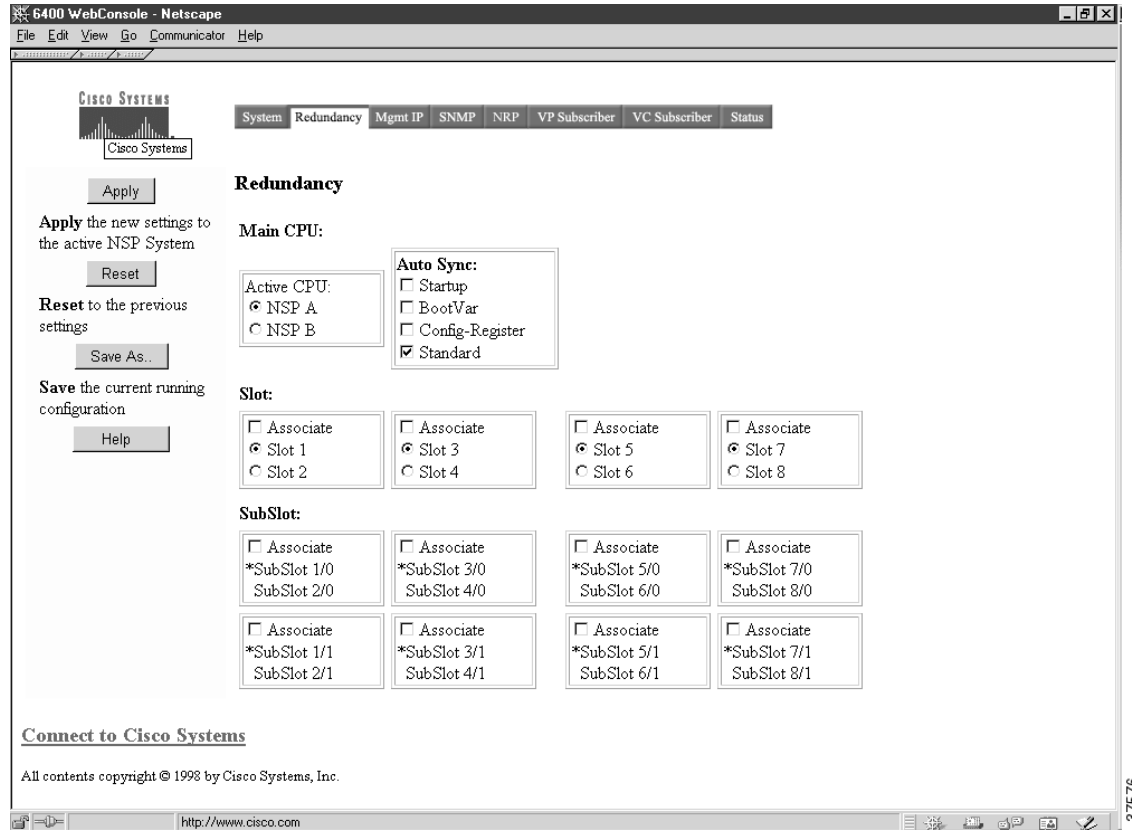 6400 WebConsole - Netscape
File Edit View Go Communicator Help
CISCO SYSTEMS
Cisco Systems
System Redundancy Mgmt IP SNMP NRP VP Subscriber VC Subscriber Status
Apply
Apply the new settings to
the active NSP System
Reset
Reset to the previous
settings
Save As..
Save the current running
configuration
Help
Redundancy
Main CPU:
Active CPU:
NSP A
NSP B
Auto Sync:
Startup
BootVar
Config-Register
Standard
Slot:
Associate
Slot 1
Slot 2
Associate
Slot 3
Slot 4
Associate
Slot 5
Slot 6
Associate
Slot 7
Slot 8
SubSlot:
Associate
*SubSlot 1/0
SubSlot 2/0
Associate
*SubSlot 3/0
SubSlot 4/0
Associate
*SubSlot 5/0
SubSlot 6/0
Associate
*SubSlot 7/0
SubSlot 8/0
Associate
*SubSlot 1/1
SubSlot 2/1
Associate
*SubSlot 3/1
SubSlot 4/1
Associate
*SubSlot 5/1
SubSlot 6/1
Associate
*SubSlot 7/1
SubSlot 8/1
Connect to Cisco Systems
All contents copyright © 1998 by Cisco Systems, Inc.
http://www.cisco.com